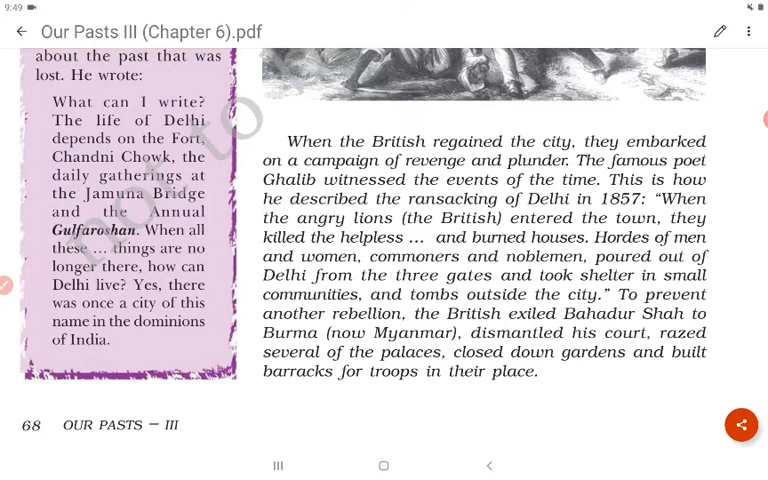 9:49
Our Pasts III (Chapter 6).pdf
about the past that was
lost. He wrote:
What can I write?
The life of Delhi
depends on the Fort,
Chandni Chowk, the
daily gatherings at
the Jamuna Bridge
and the Annual
Gulfaroshan. When all
these ... things are no
longer there, how can
Delhi live? Yes, there
was once a city of this
name in the dominions
of India.
When the British regained the city, they embarked
on a campaign of revenge and plunder. The famous poet
Ghalib witnessed the events of the time. This is how
he described the ransacking of Delhi in 1857: “When
the angry lions (the British) entered the town, they
killed the helpless ... and burned houses. Hordes of men
and women, commoners and noblemen, poured out of
Delhi from the three gates and took shelter in small
communities, and tombs outside the city.” To prevent
another rebellion, the British exiled Bahadur Shah to
Burma (now Myanmar), dismantled his court, razed
several of the palaces, closed down gardens and built
barracks for troops in their place.
68 OUR PASTS – III
not to